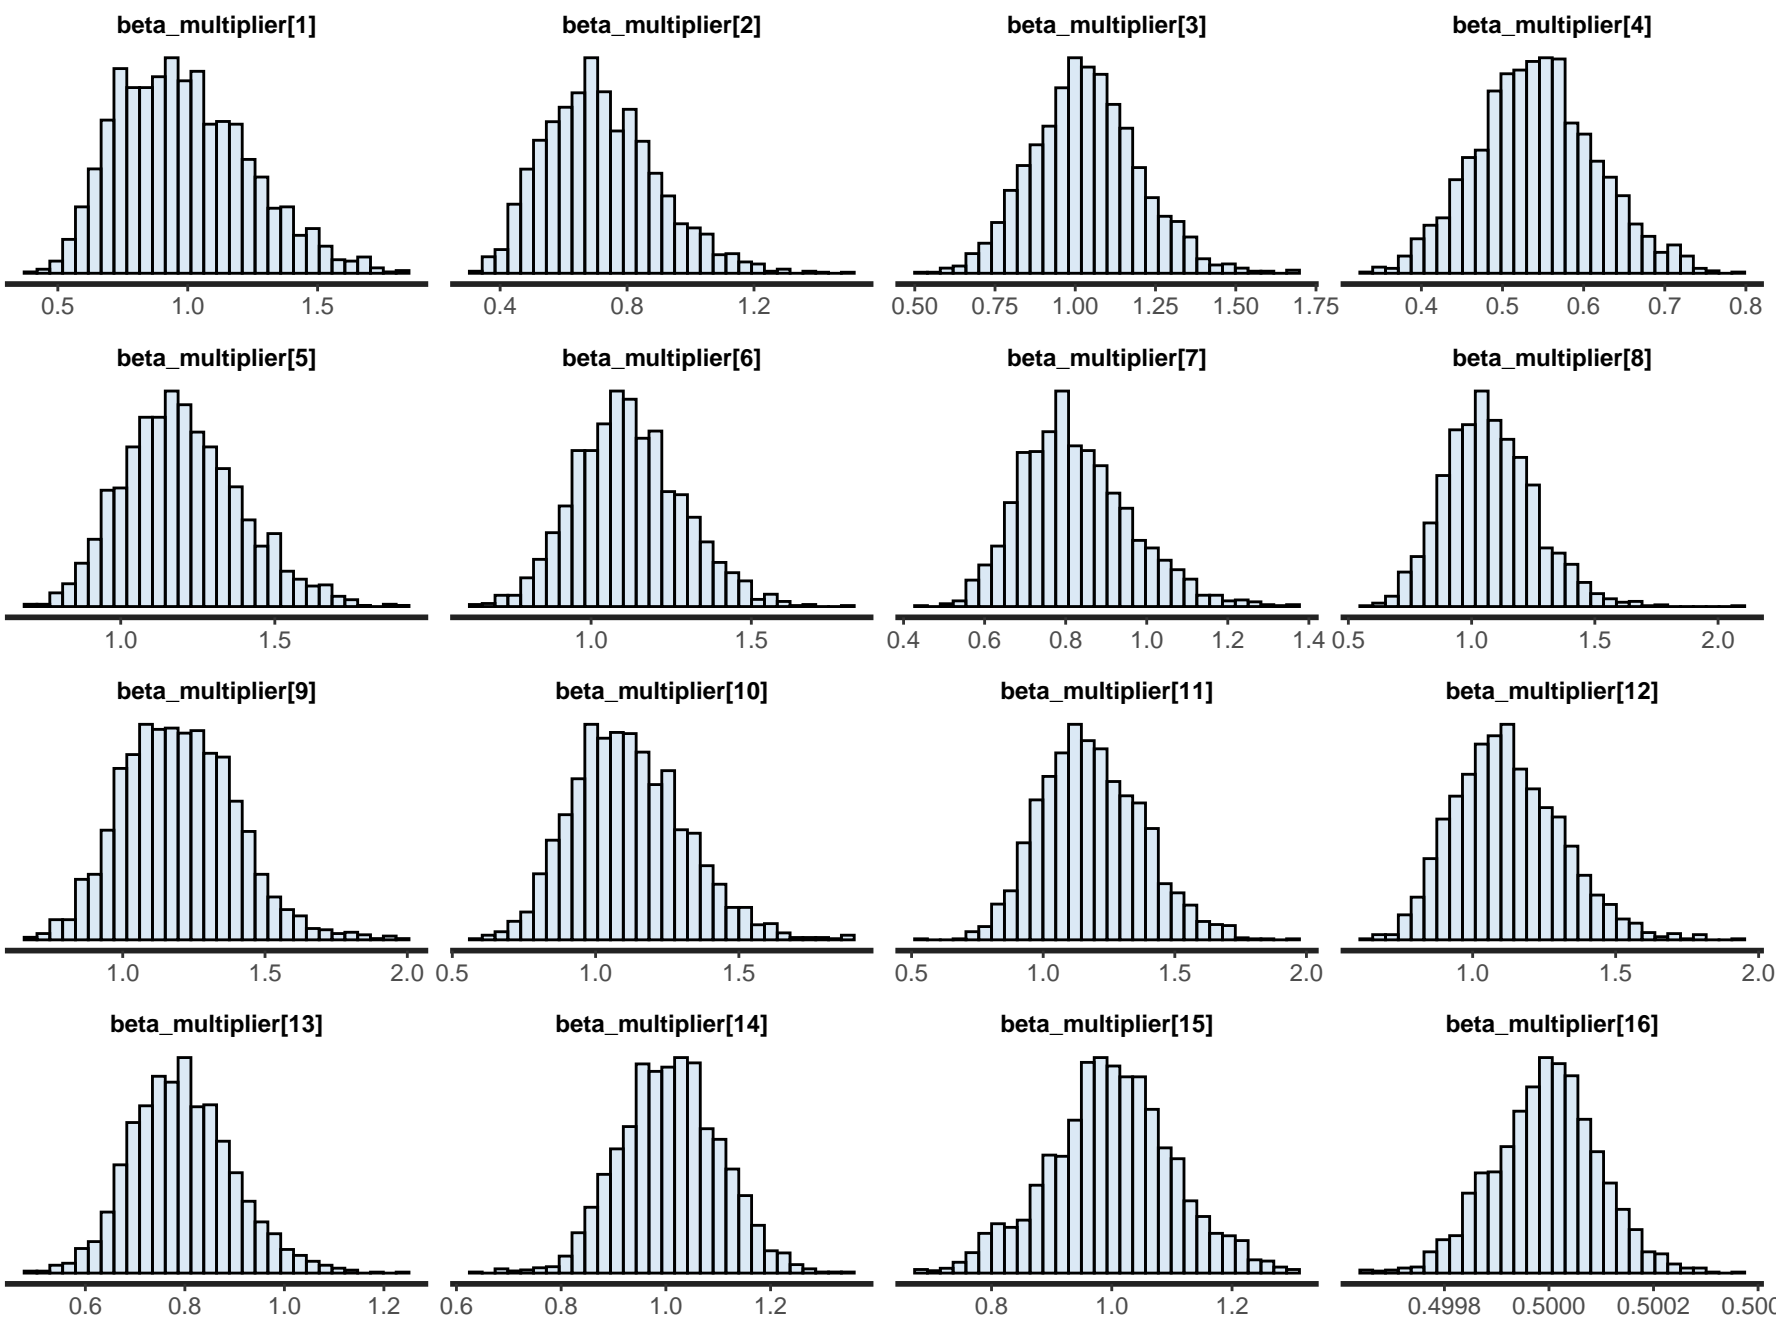 beta_multiplier[1] beta_multiplier[2] beta_multiplier[3] beta_multiplier[4]
0.5 1.0 1.5 0.4 0.8 1.2 0.50 0.75 1.00 1.25 1.50 1.75 0.4 0.5 0.6 0.7 0.8
beta_multiplier[5] beta_multiplier[6] beta_multiplier[7] beta_multiplier[8]
1.0 1.5 1.0 1.5 0.4 0.6 0.8 1.0 1.2 1.4 0.5 1.0 1.5 2.0
beta_multiplier[9] beta_multiplier[10] beta_multiplier[11] beta_multiplier[12]
1.0 1.5 2.0 0.5 1.0 1.5 0.5 1.0 1.5 2.0 1.0 1.5 2.0
beta_multiplier[13] beta_multiplier[14] beta_multiplier[15] beta_multiplier[16]
0.6 0.8 1.0 1.2 0.6 0.8 1.0 1.2 0.8 1.0 1.2 0.4998 0.5000 0.5002